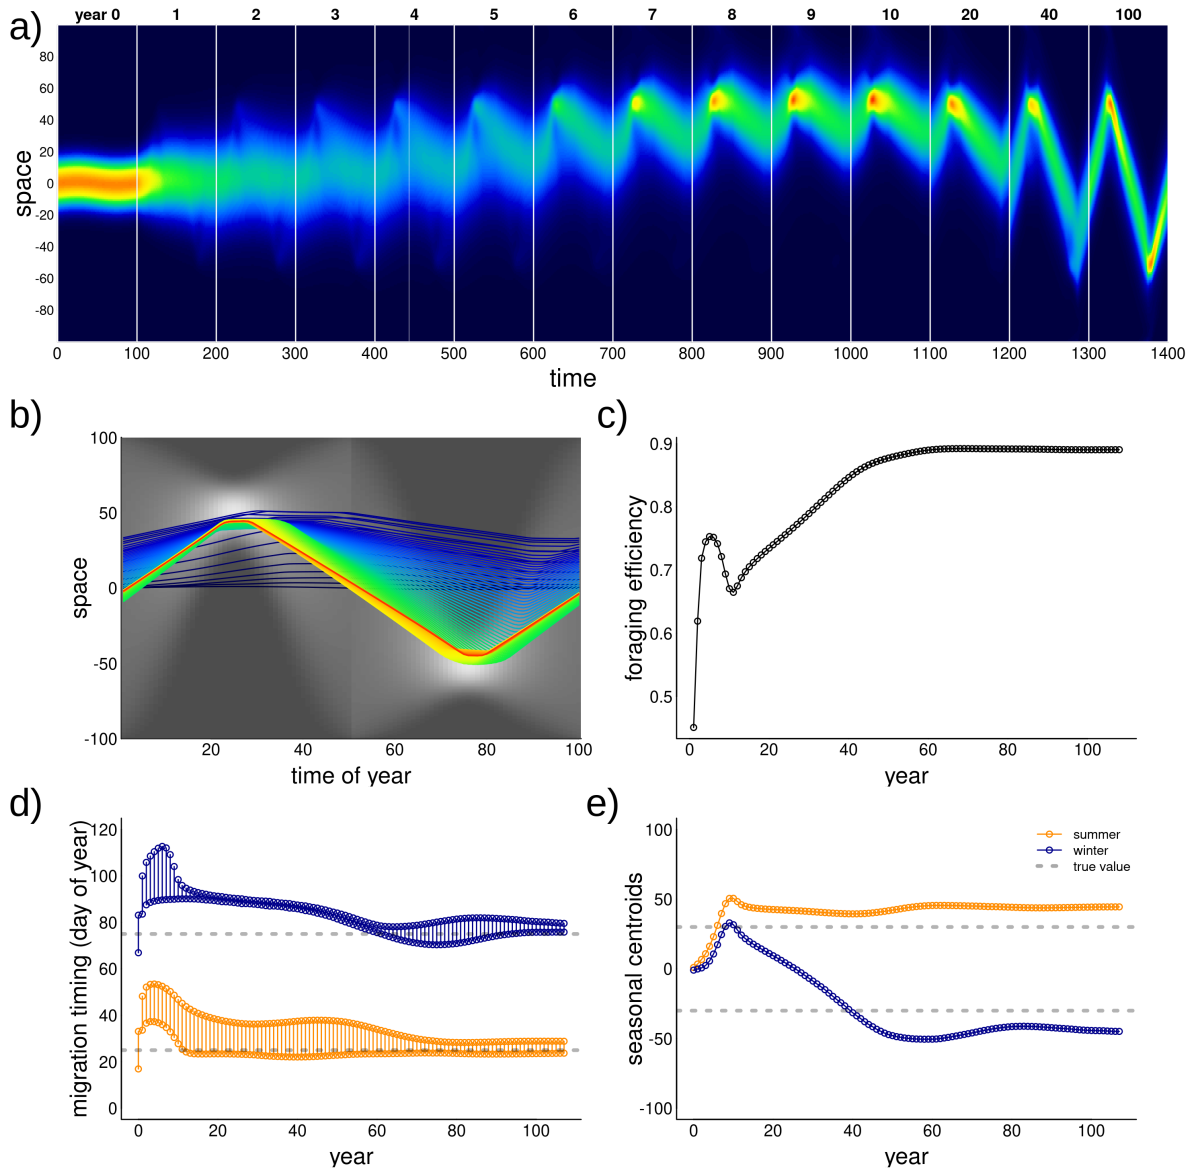 a)
year 0 1 2 3 4 5 6 7 8 9 10 20 40 100
80
60
40
20
0
-20
-40
-60
-80
space
0 100 200 300 400 500 600 700 800 900 1000 1100 1200 1300 1400
time
b)
100
50
0
-50
-100
space
20 40 60 80 100
time of year
c)
0.9
0.8
0.7
0.6
0.5
foraging efficiency
0 20 40 60 80 100
year
d)
120
100
80
60
40
20
0
migration timing (day of year)
0 20 40 60 80 100
year
e)
100
50
0
-50
-100
seasonal centroids
summer
winter
true value
0 20 40 60 80 100
year